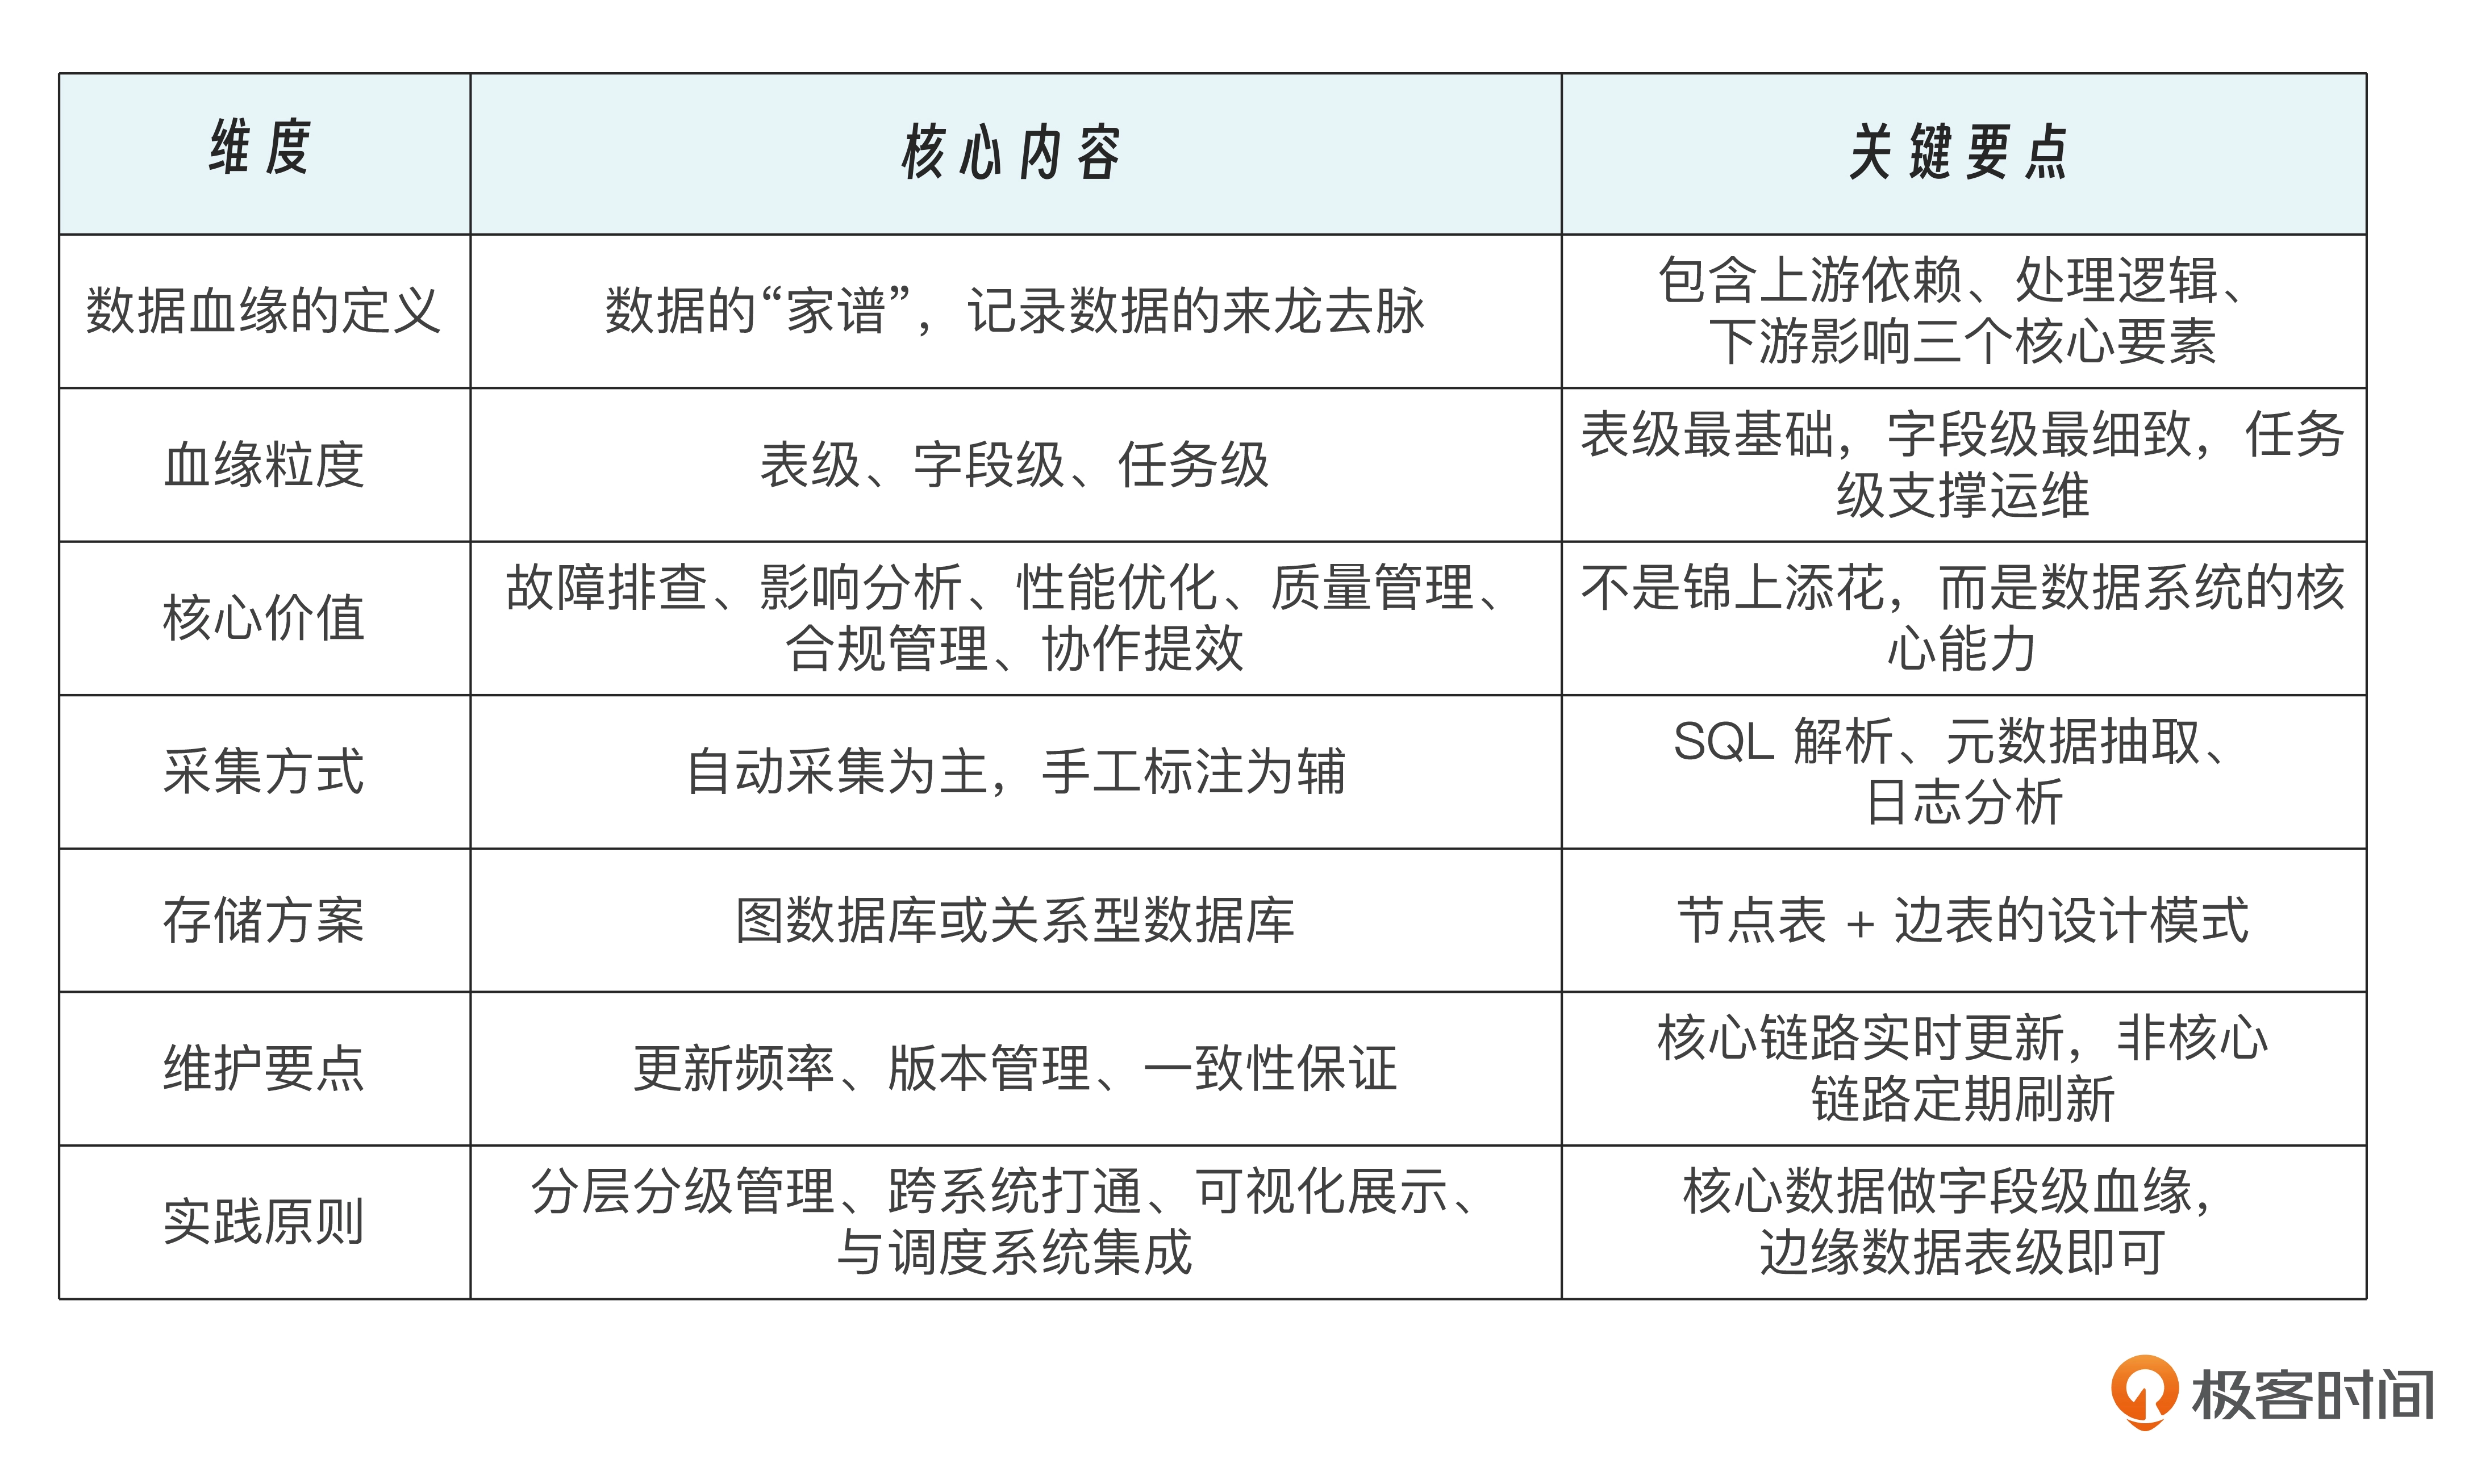 维度
核心内容
关键要点
数据血缘的定义
数据的“家谱”，记录数据的来龙去脉
包含上游依赖、处理逻辑、
下游影响三个核心要素
血缘粒度
表级、字段级、任务级
表级最基础，字段级最细致，任务
级支撑运维
核心价值
故障排查、影响分析、性能优化、质量管理、
合规管理、协作提效
不是锦上添花，而是数据系统的核
心能力
采集方式
自动采集为主，手工标注为辅
SQL 解析、元数据抽取、
日志分析
存储方案
图数据库或关系型数据库
节点表 + 边表的设计模式
维护要点
更新频率、版本管理、一致性保证
核心链路实时更新，非核心
链路定期刷新
实践原则
分层分级管理、跨系统打通、可视化展示、
与调度系统集成
核心数据做字段级血缘，
边缘数据表级即可
极客时间